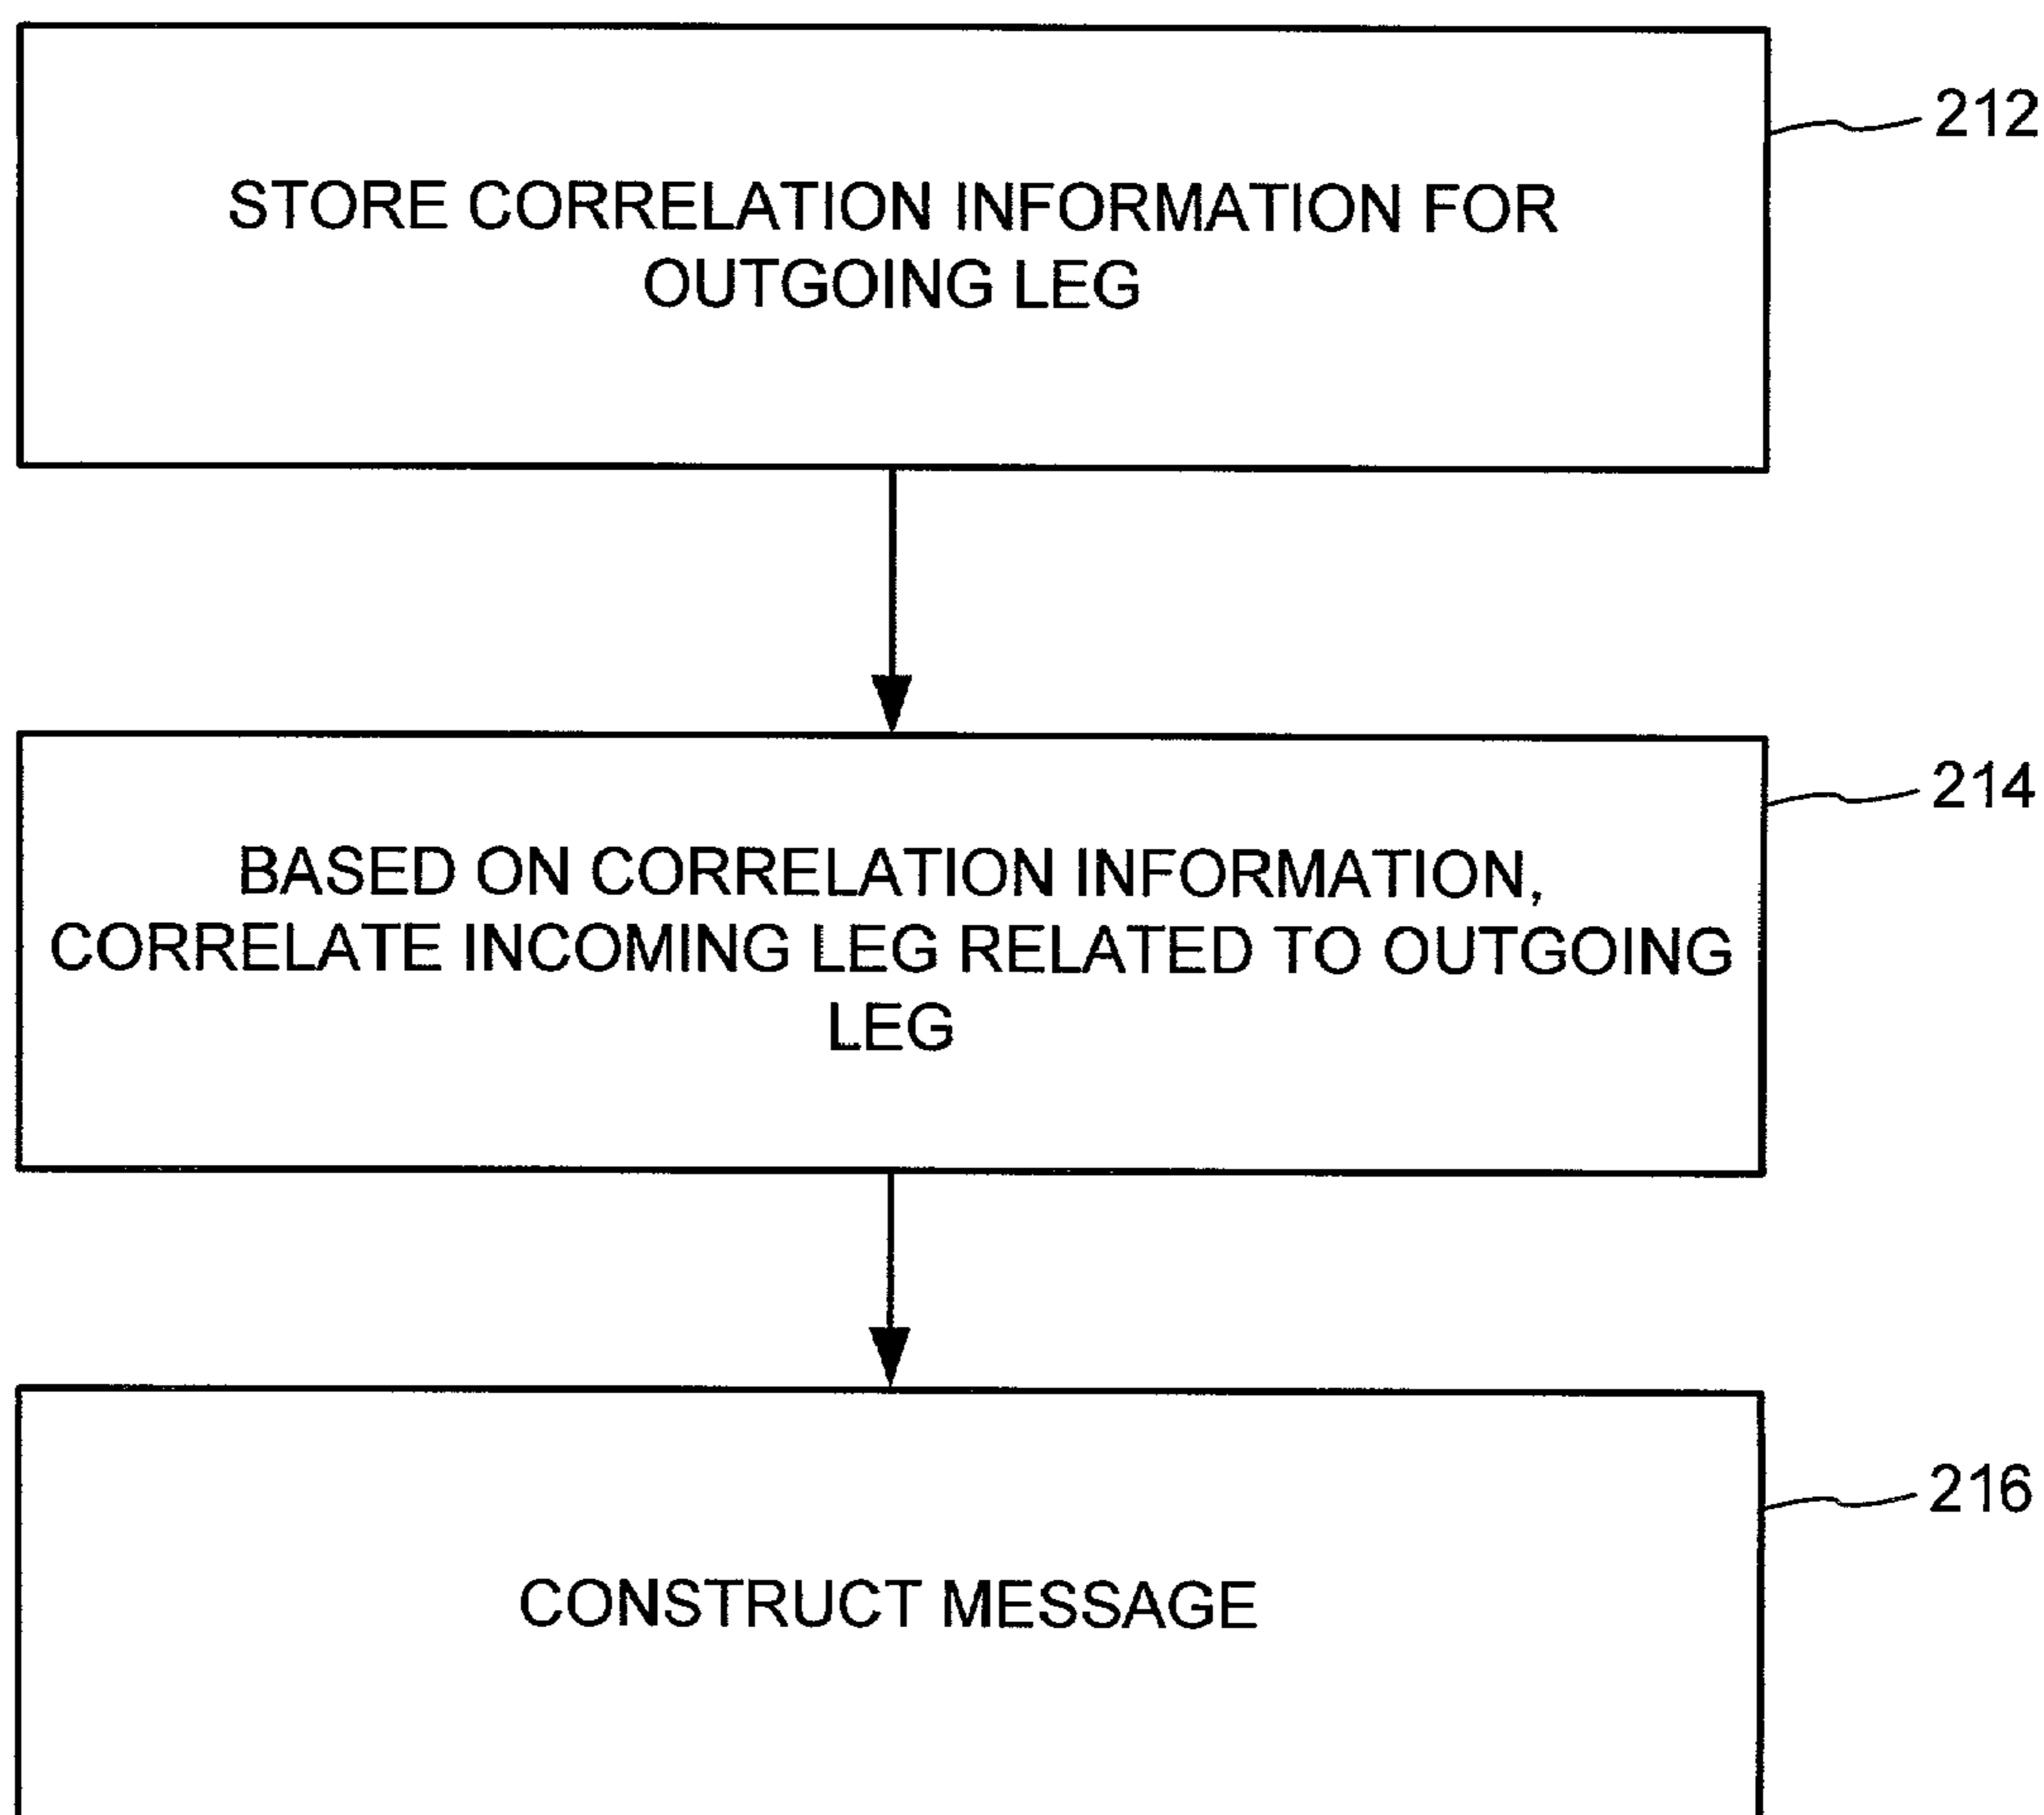 212
STORE CORRELATION INFORMATION FOR
OUTGOING LEG
214
BASED ON CORRELATION INFORMATION,
CORRELATE INCOMING LEG RELATED TO OUTGOING
LEG
216
CONSTRUCT MESSAGE